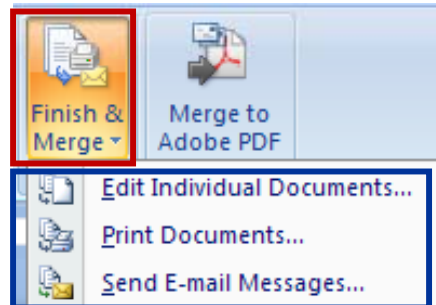 Finish & Merge
Merge to Adobe PDF
Edit Individual Documents...
Print Documents...
Send E-mail Messages...